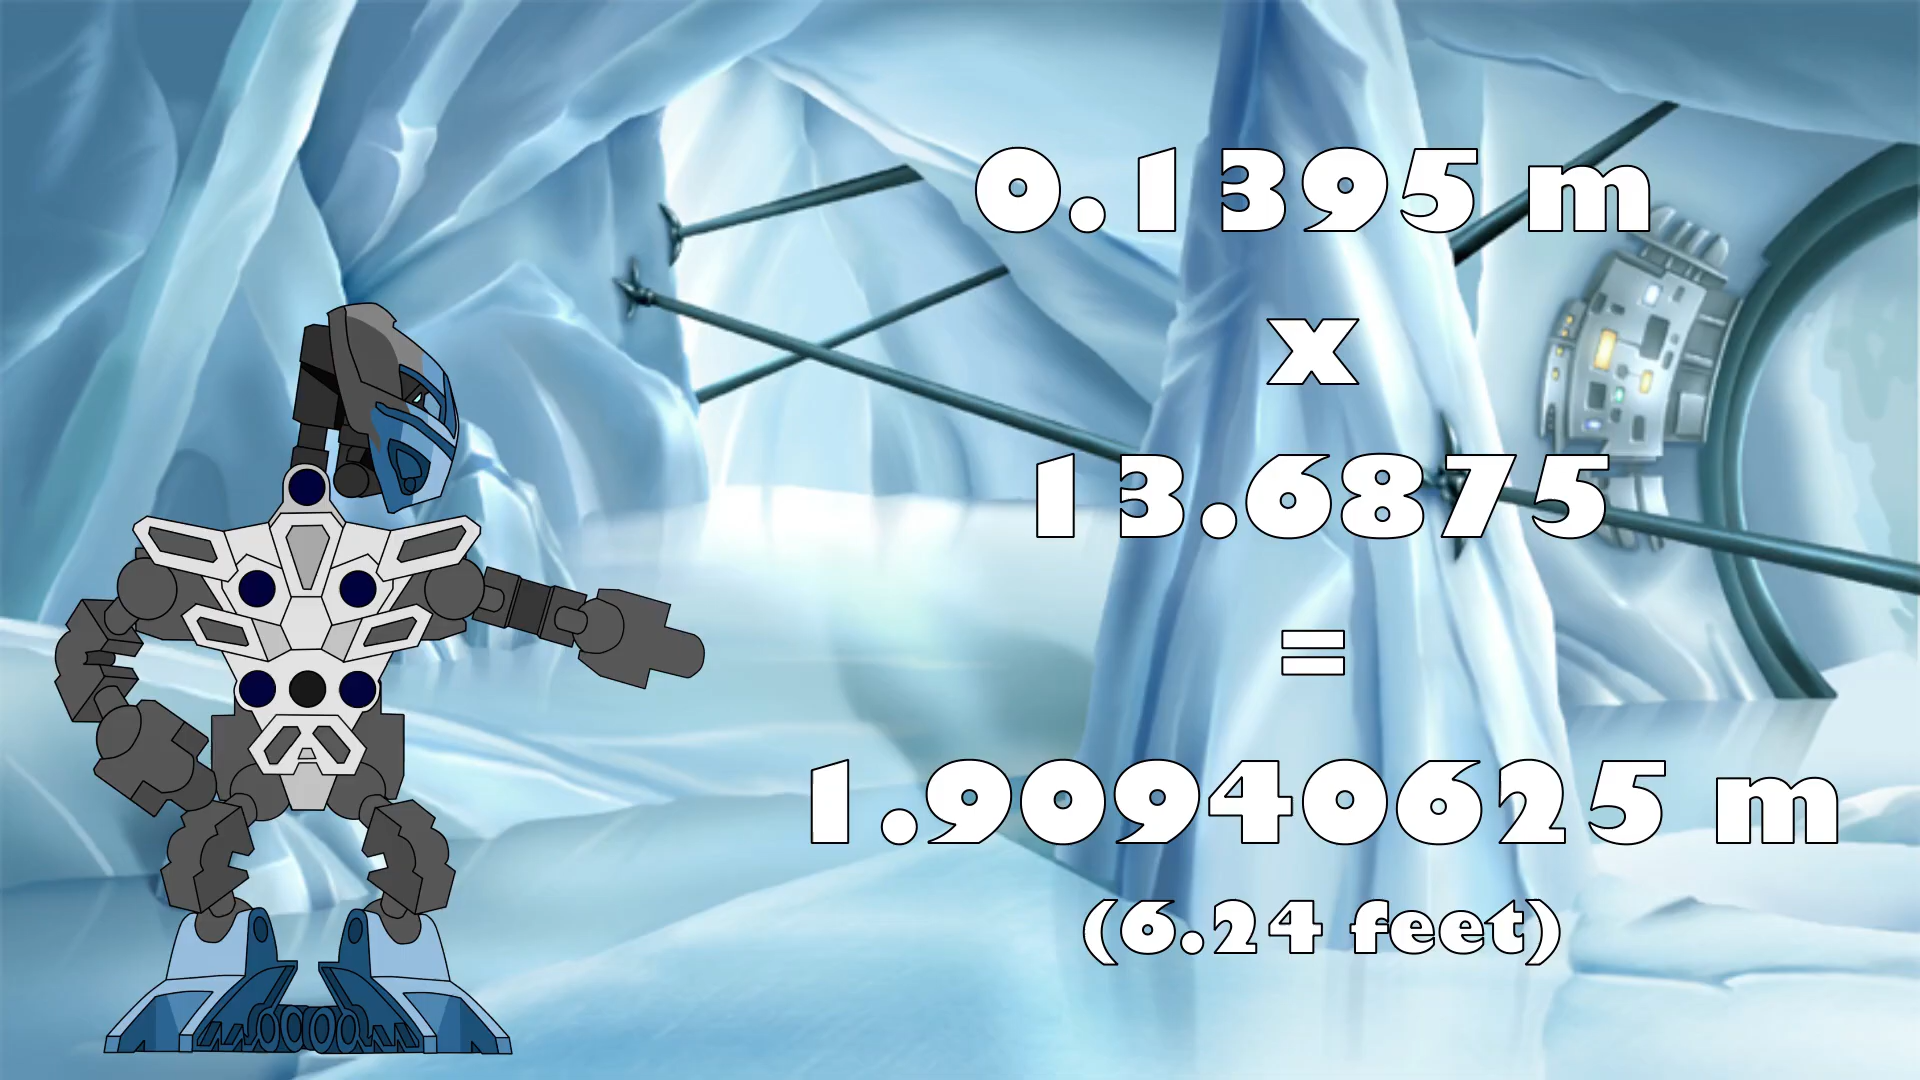 0.1395 m
x
13.6875
=
1.90940625 m
(6.24 feet)